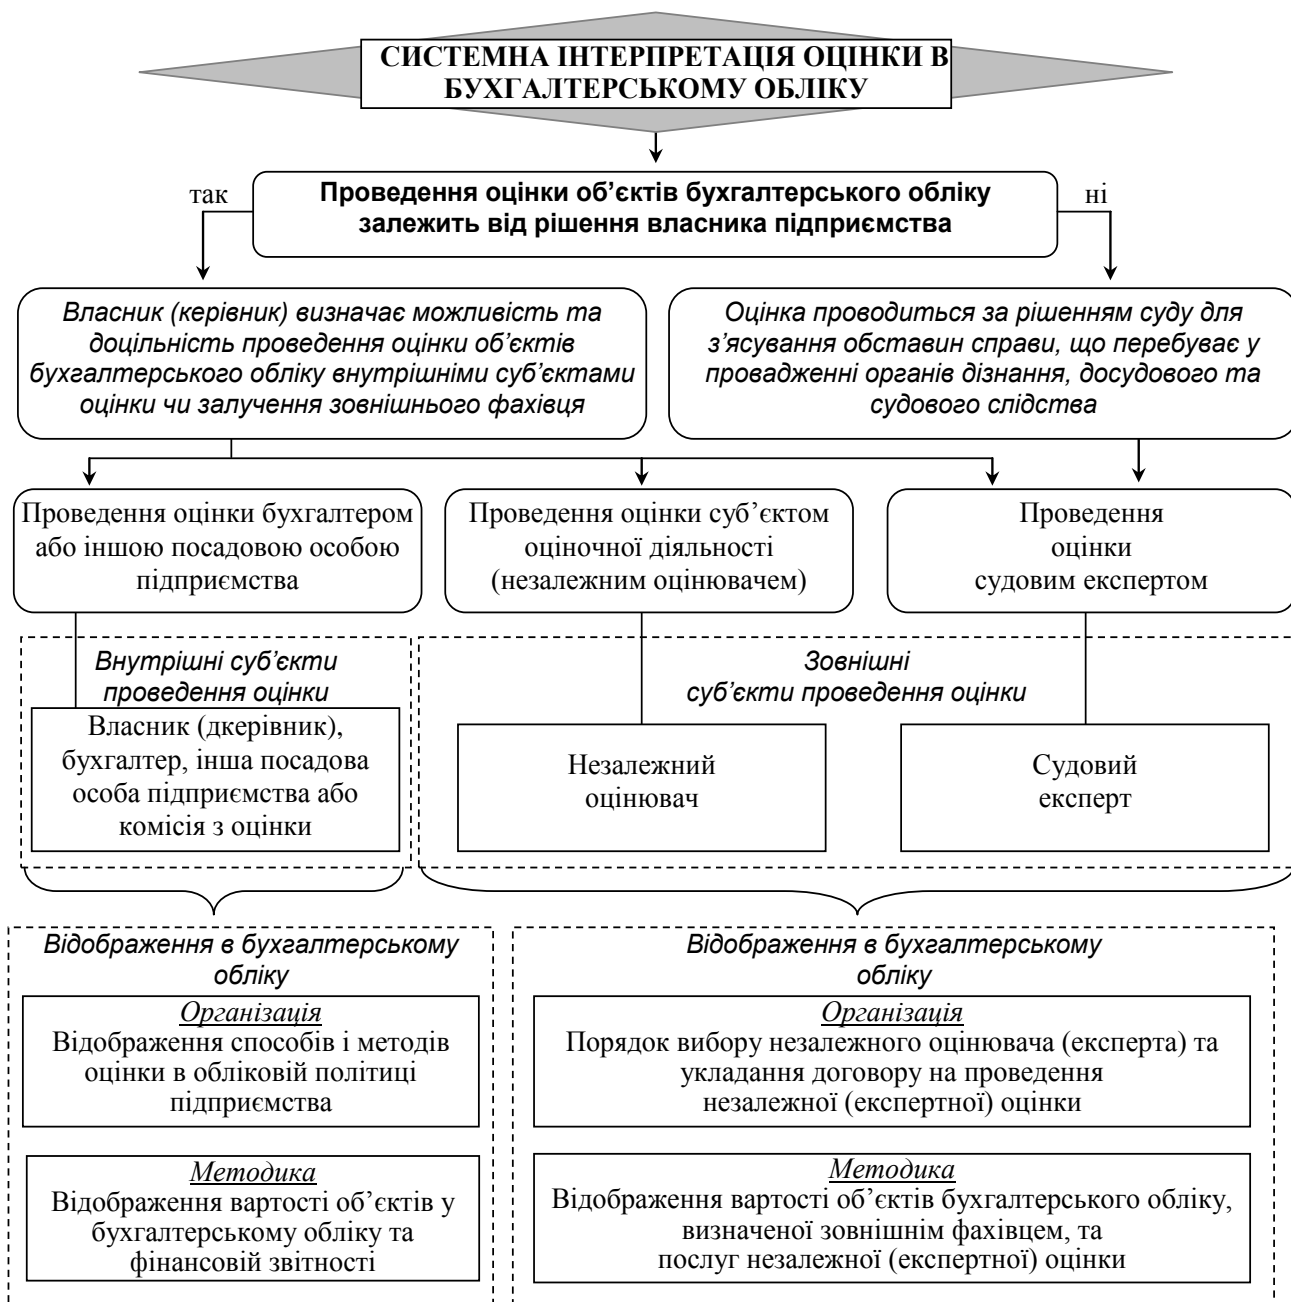 СИСТЕМНА ІНТЕРПРЕТАЦІЯ ОЦІНКИ В
БУХГАЛТЕРСЬКОМУ ОБЛІКУ
так
Проведення оцінки об’єктів бухгалтерського обліку
залежить від рішення власника підприємства
ні
Власник (керівник) визначає можливість та
доцільність проведення оцінки об’єктів
бухгалтерського обліку внутрішніми суб’єктами
оцінки чи залучення зовнішнього фахівця
Оцінка проводиться за рішенням суду для
з’ясування обставин справи, що перебуває у
провадженні органів дізнання, досудового та
судового слідства
Проведення оцінки бухгалтером
або іншою посадовою особою
підприємства
Проведення оцінки суб’єктом
оціночної діяльності
(незалежним оцінювачем)
Проведення
оцінки
судовим експертом
Внутрішні суб’єкти
проведення оцінки
Зовнішні
суб’єкти проведення оцінки
Власник (дкерівник),
бухгалтер, інша посадова
особа підприємства або
комісія з оцінки
Незалежний
оцінювач
Судовий
експерт
Відображення в бухгалтерському
обліку
Організація
Відображення способів і методів
оцінки в обліковій політиці
підприємства
Методика
Відображення вартості об’єктів у
бухгалтерському обліку та
фінансовій звітності
Відображення в бухгалтерському
обліку
Організація
Порядок вибору незалежного оцінювача (експерта) та
укладання договору на проведення
незалежної (експертної) оцінки
Методика
Відображення вартості об’єктів бухгалтерського обліку,
визначеної зовнішнім фахівцем, та
послуг незалежної (експертної) оцінки